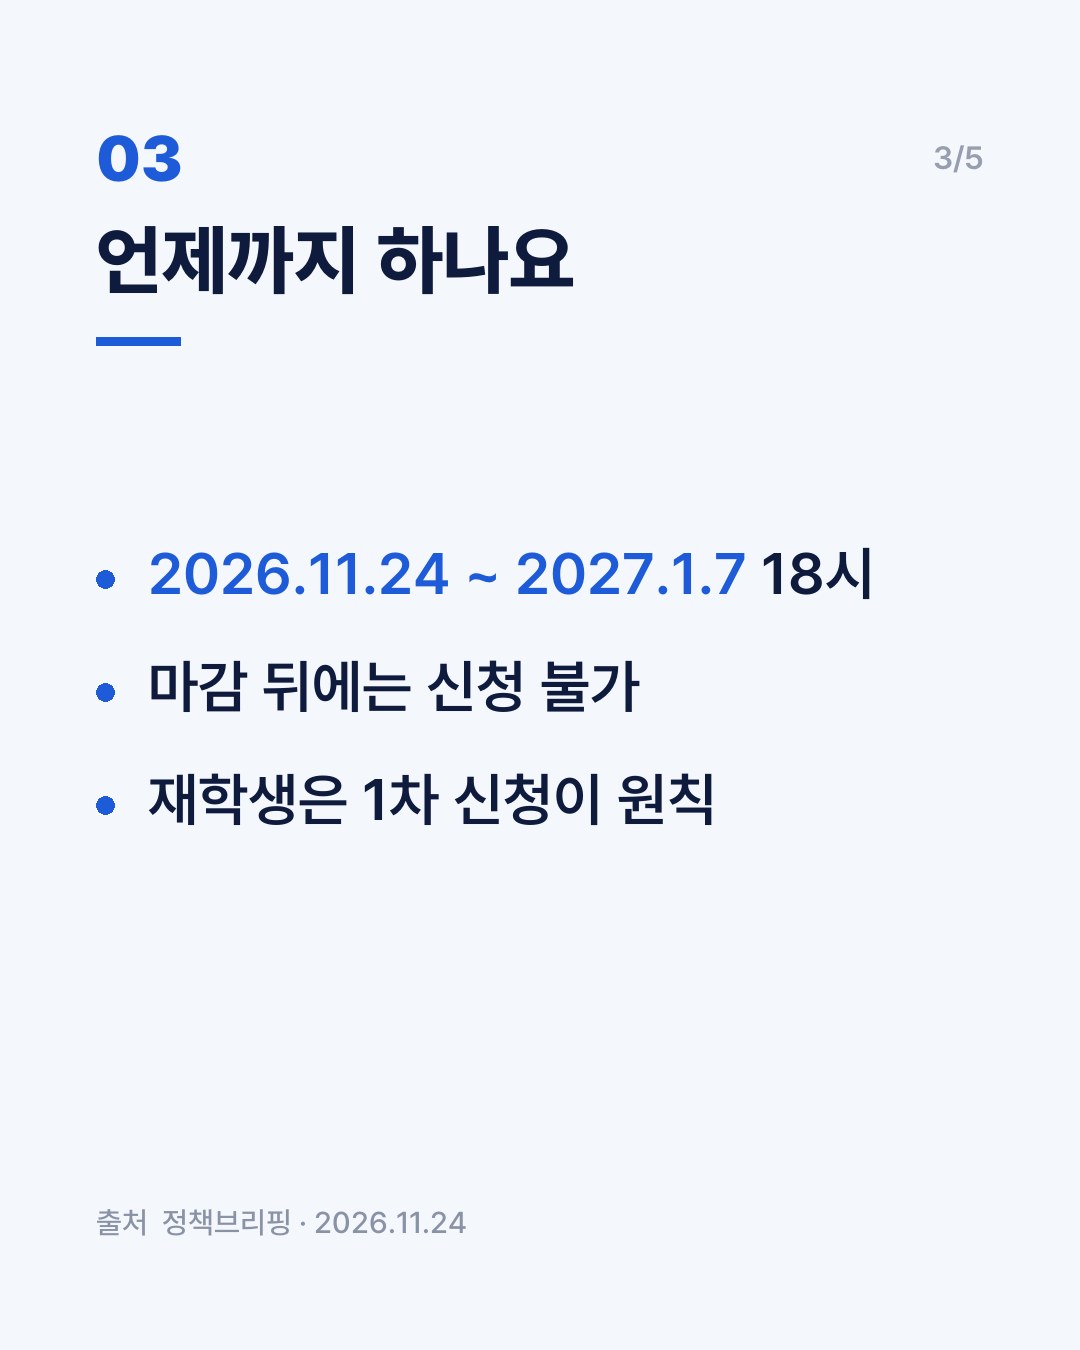 03
3/5
언제까지 하나요
• 2026.11.24 ~ 2027.1.7 18시
• 마감 뒤에는 신청 불가
• 재학생은 1차 신청이 원칙
출처 정책브리핑 · 2026.11.24